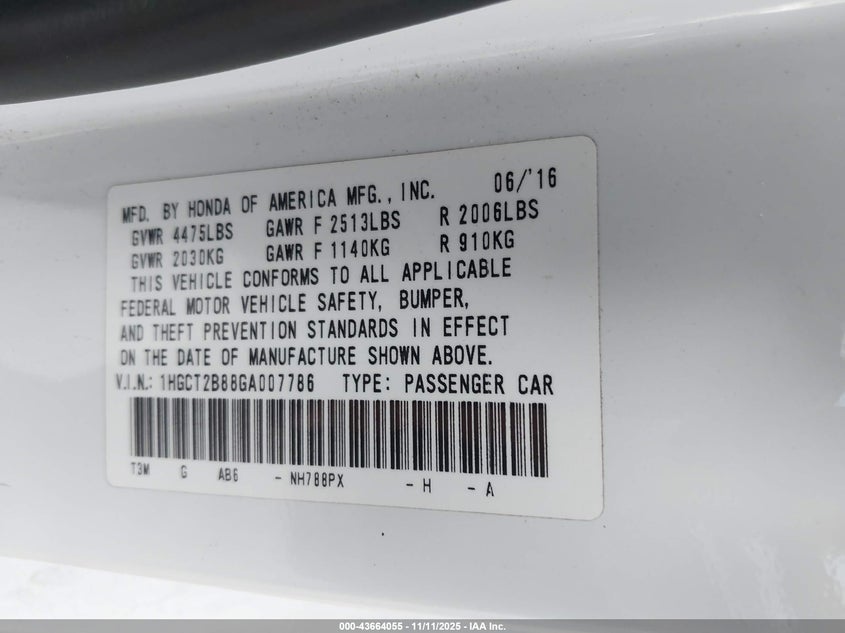 MFD. BY HONDA OF AMERICA MFG., INC. 06/'16
GVWR 4475LBS GAWR F 2513LBS R 2006LBS
GVWR 2030KG GAWR F 1140KG R 910KG
THIS VEHICLE CONFORMS TO ALL APPLICABLE
FEDERAL MOTOR VEHICLE SAFETY, BUMPER,
AND THEFT PREVENTION STANDARDS IN EFFECT
ON THE DATE OF MANUFACTURE SHOWN ABOVE.
V.I.N.: 1HGCT2B88GA007786 TYPE: PASSENGER CAR
T3M G AB6 - NH788PX - H - A
000-43664055 - 11/11/2025 - IAA Inc.